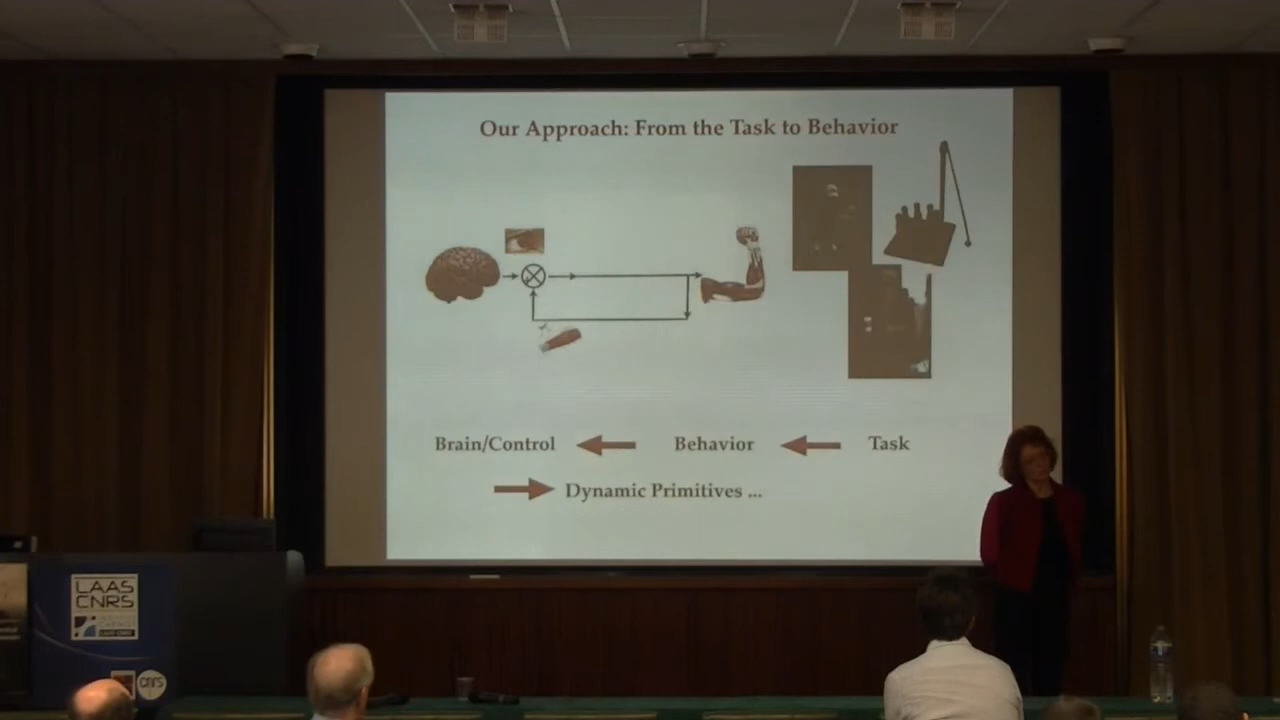 Our Approach: From the Task to Behavior
Brain/Control
Behavior
Task
Dynamic Primitives ...
LAAS
CNRS
cnrs